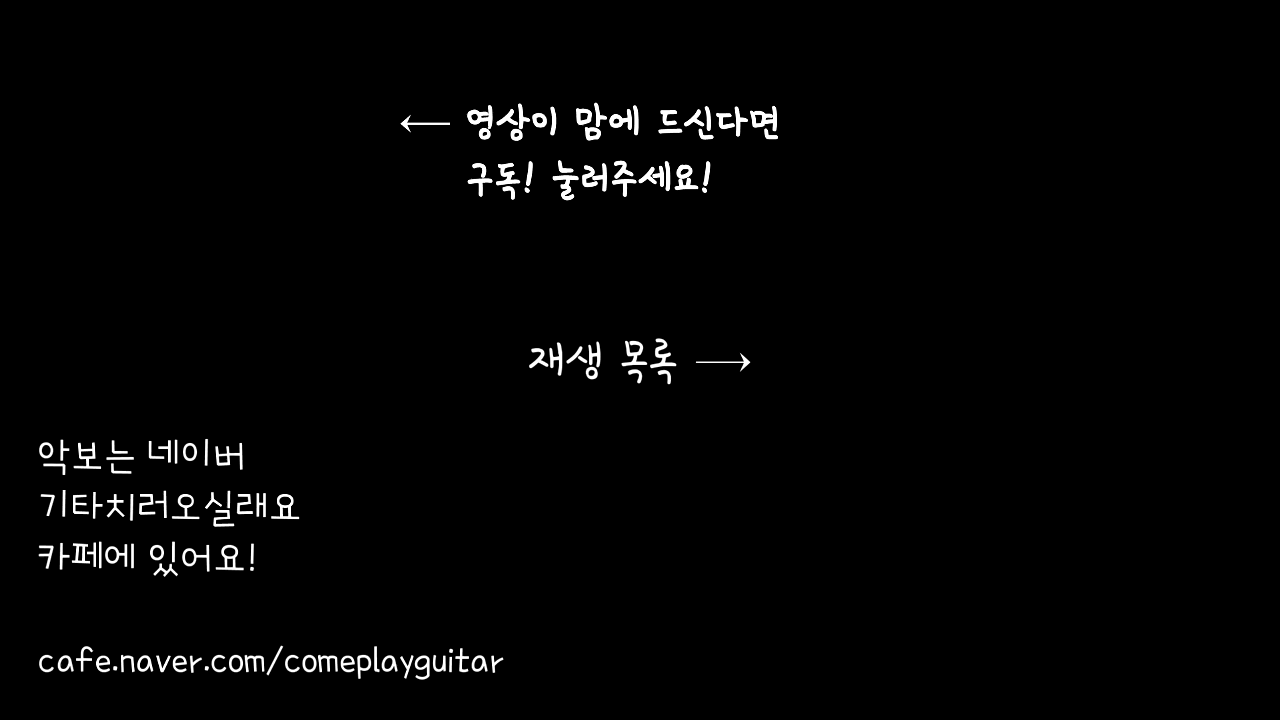 ← 영상이 맘에 드신다면
구독! 눌러주세요!
재생 목록 →
악보는 네이버
기타치러오실래요
카페에 있어요!
cafe.naver.com/comeplayguitar